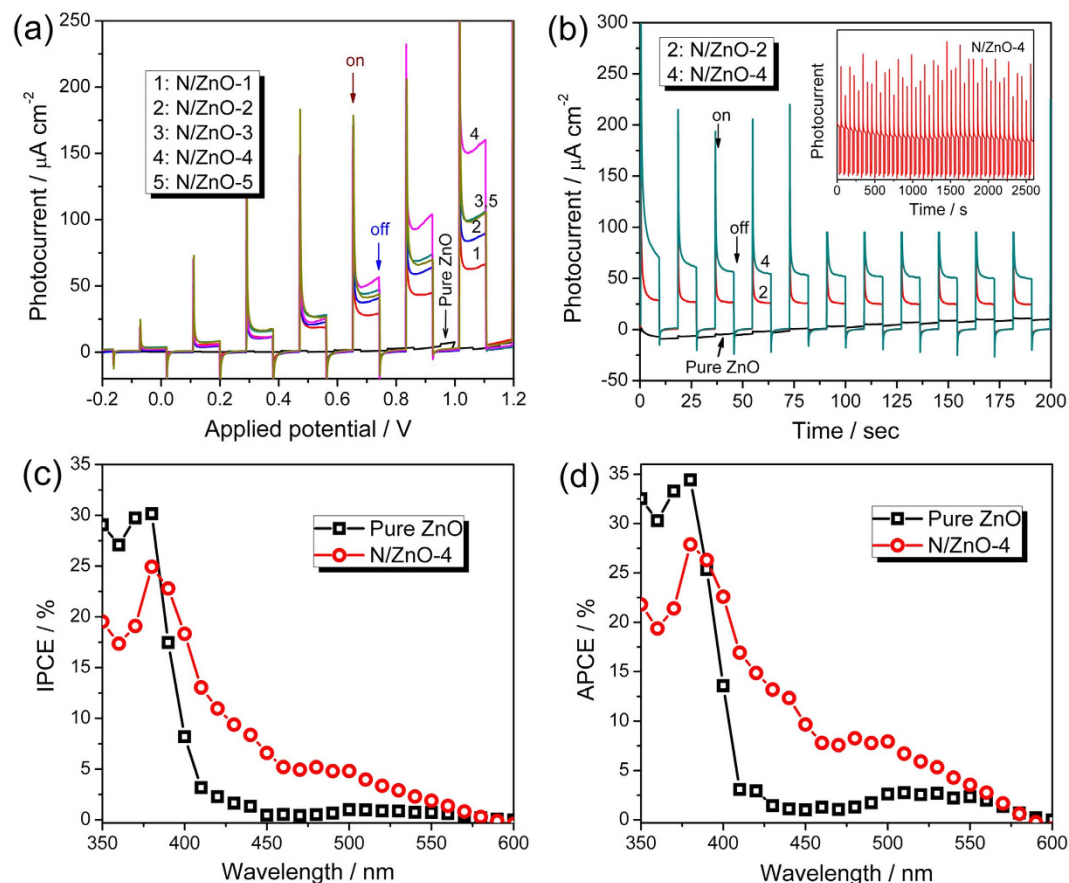 (a)
Photocurrent / μA cm⁻²
250
200
150
100
50
0
1: N/ZnO-1
2: N/ZnO-2
3: N/ZnO-3
4: N/ZnO-4
5: N/ZnO-5
on
off
Pure ZnO
4
3,5
2
1
-0.2 0.0 0.2 0.4 0.6 0.8 1.0 1.2
Applied potential / V
(b)
Photocurrent / μA cm⁻²
300
250
200
150
100
50
0
-50
2: N/ZnO-2
4: N/ZnO-4
on
off
4
2
Pure ZnO
N/ZnO-4
Photocurrent
0 500 1000 1500 2000 2500
Time / s
0 25 50 75 100 125 150 175 200
Time / sec
(c)
IPCE / %
35
30
25
20
15
10
5
0
Pure ZnO
N/ZnO-4
350 400 450 500 550 600
Wavelength / nm
(d)
APCE / %
35
30
25
20
15
10
5
0
Pure ZnO
N/ZnO-4
350 400 450 500 550 600
Wavelength / nm